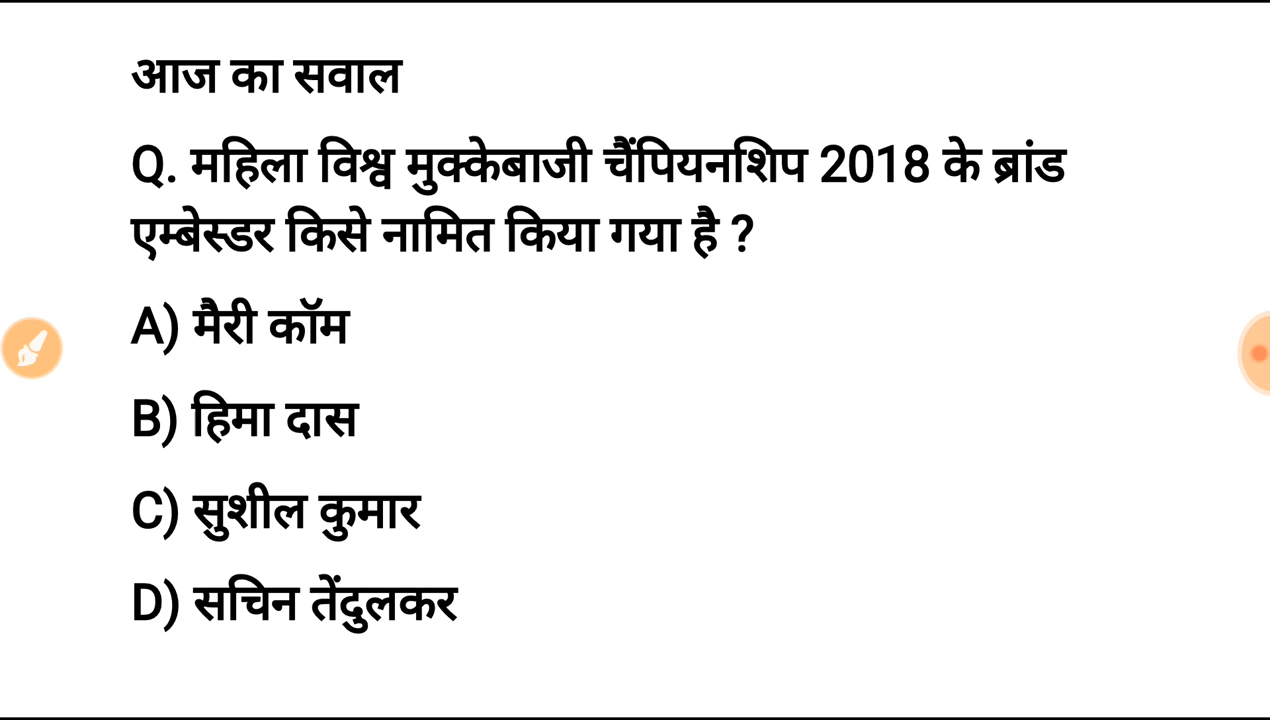 आज का सवाल
Q. महिला विश्व मुक्केबाजी चैंपियनशिप 2018 के ब्रांड
एम्बेस्डर किसे नामित किया गया है ?
A) मैरी कॉम
B) हिमा दास
C) सुशील कुमार
D) सचिन तेंदुलकर